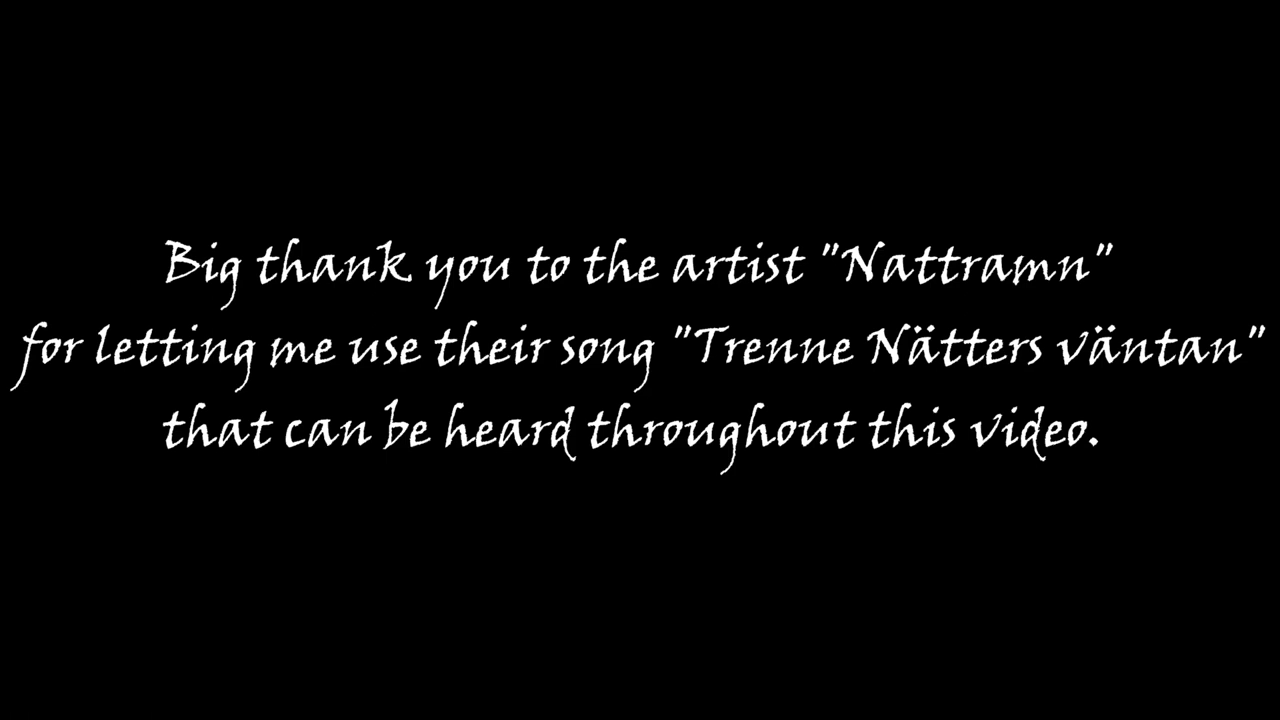 Big thank you to the artist "Nattramn"
for letting me use their song "Trenne Nätters väntan"
that can be heard throughout this video.